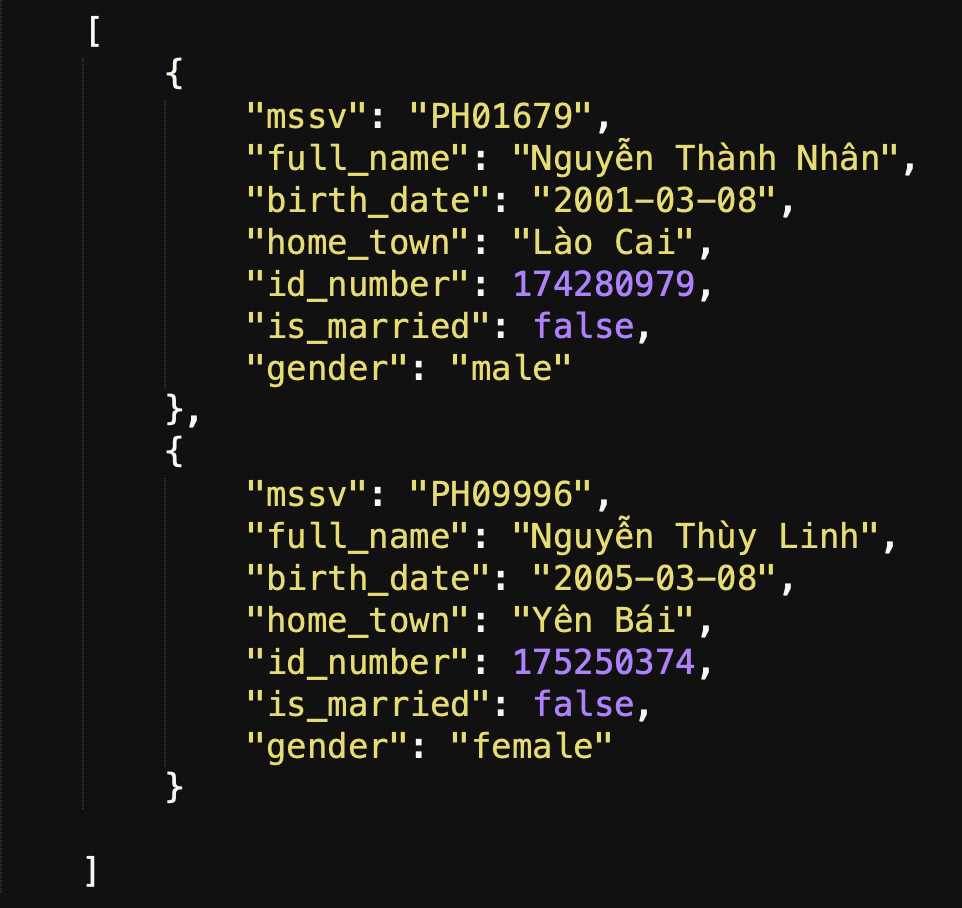 [
{
"mssv": "PH01679",
"full_name": "Nguyễn Thành Nhân",
"birth_date": "2001-03-08",
"home_town": "Lào Cai",
"id_number": 174280979,
"is_married": false,
"gender": "male"
},
{
"mssv": "PH09996",
"full_name": "Nguyễn Thùy Linh",
"birth_date": "2005-03-08",
"home_town": "Yên Bái",
"id_number": 175250374,
"is_married": false,
"gender": "female"
}
]